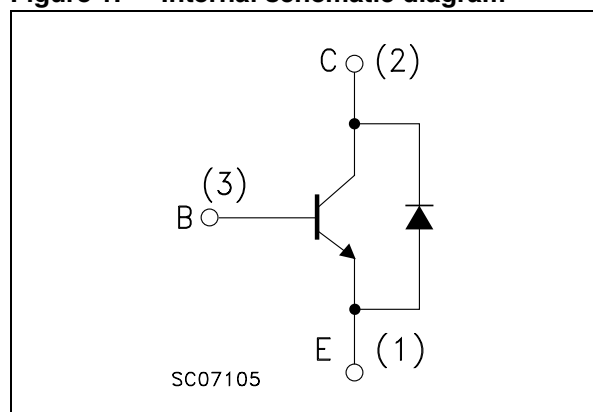 Figure 1. Internal schematic diagram
C (2)
(3)
B
E (1)
SC07105